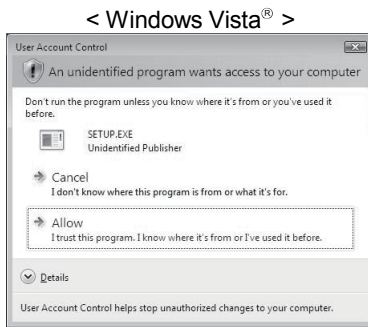 < Windows Vista® >
User Account Control
An unidentified program wants access to your computer
Don't run the program unless you know where it's from or you've used it
before.
SETUP.EXE
Unidentified Publisher
Cancel
I don't know where this program is from or what it's for.
Allow
I trust this program. I know where it's from or I've used it before.
Details
User Account Control helps stop unauthorized changes to your computer.